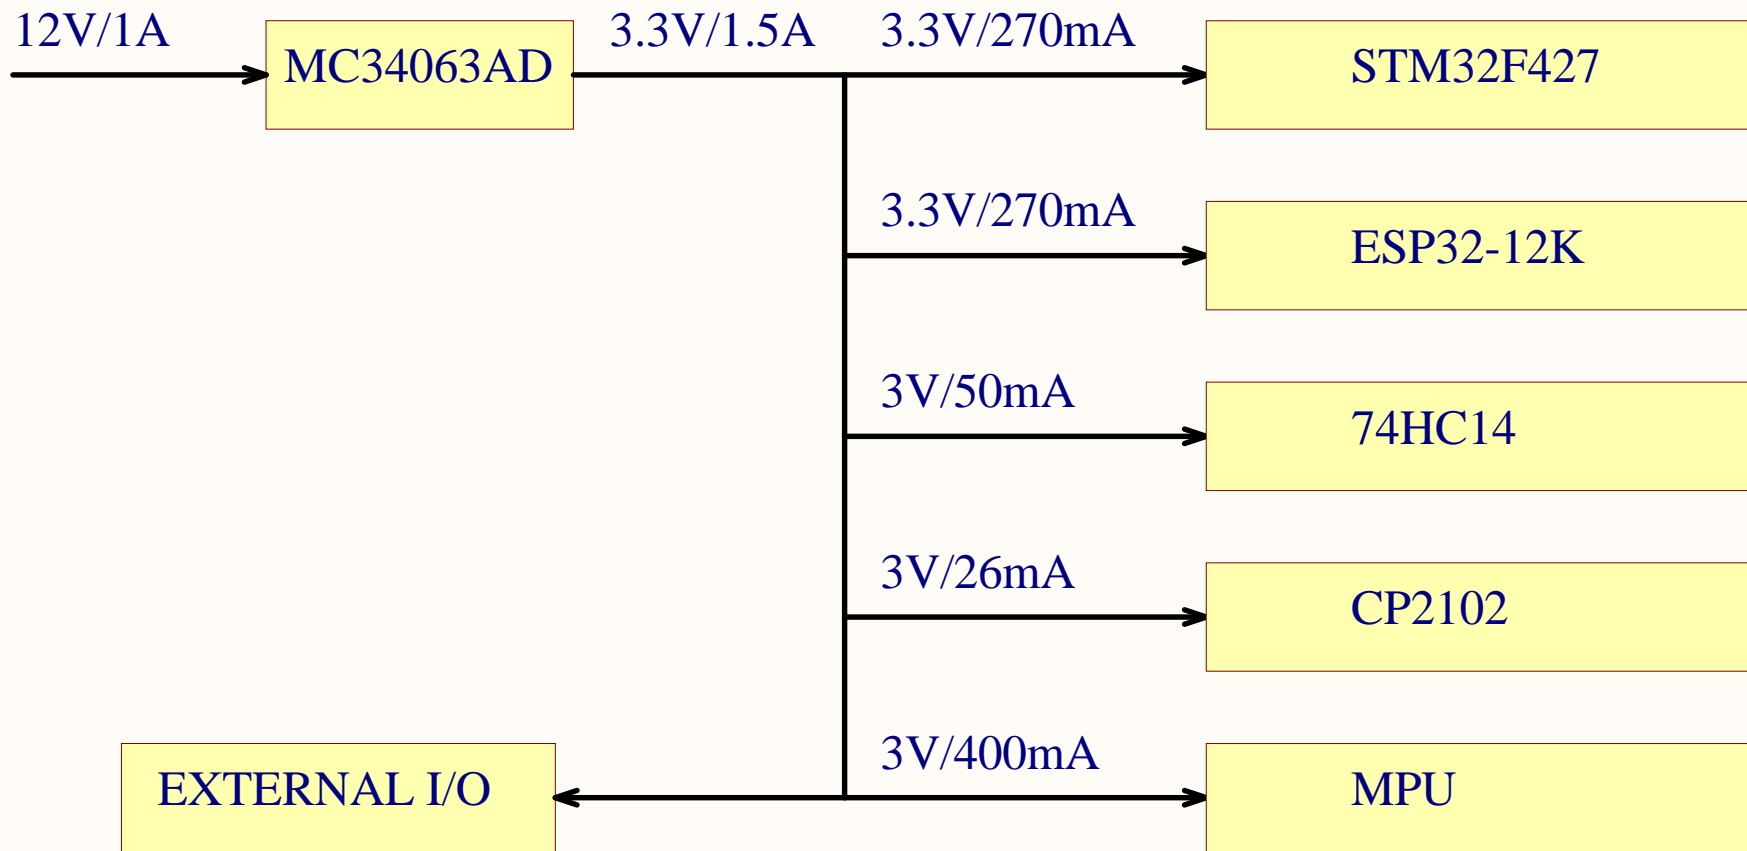 12V/1A
MC34063AD
3.3V/1.5A
3.3V/270mA
STM32F427
3.3V/270mA
ESP32-12K
3V/50mA
74HC14
3V/26mA
CP2102
3V/400mA
EXTERNAL I/O
MPU